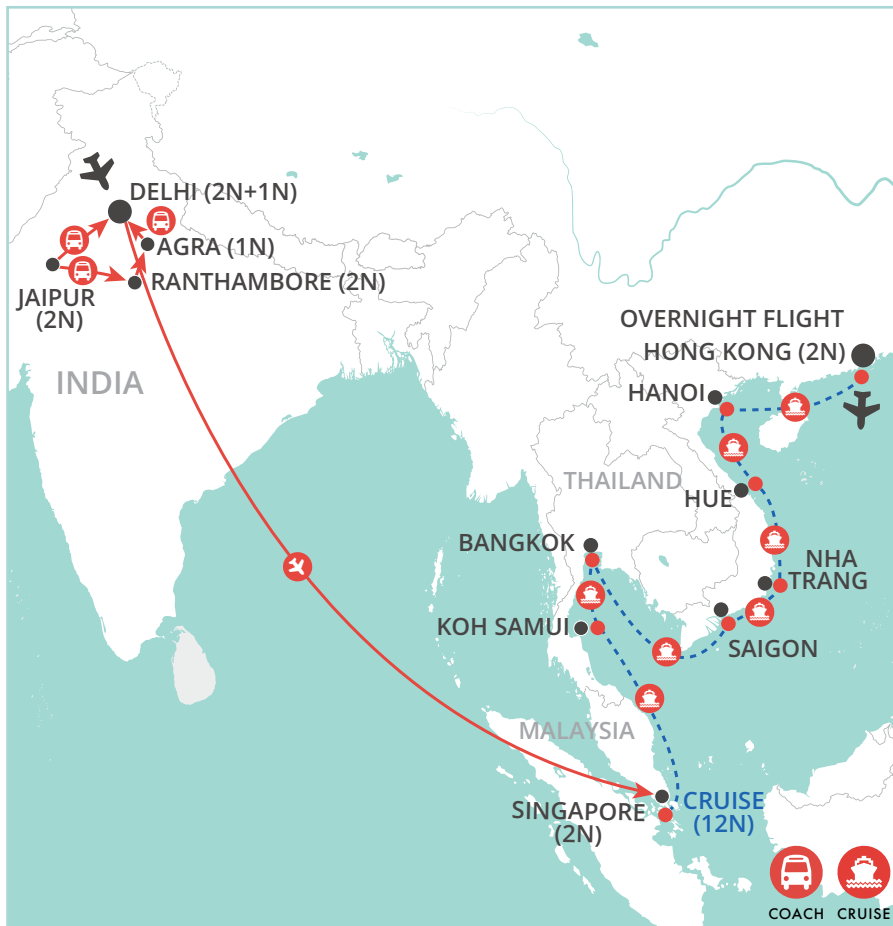 DELHI (2N+1N)
AGRA (1N)
RANTHAMBORE (2N)
JAIPUR
(2N)
INDIA
OVERNIGHT FLIGHT
HONG KONG (2N)
HANOI
THAILAND
HUE
BANGKOK
NHA
TRANG
KOH SAMUI
SAIGON
MALAYSIA
SINGAPORE
(2N)
CRUISE
(12N)
COACH
CRUISE